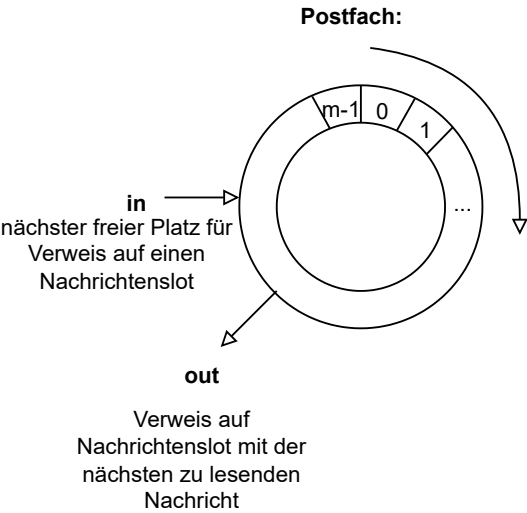 Postfach:
m-1
0
1
...
in
nächster freier Platz für
Verweis auf einen
Nachrichtenslot
out
Verweis auf
Nachrichtenslot mit der
nächsten zu lesenden
Nachricht